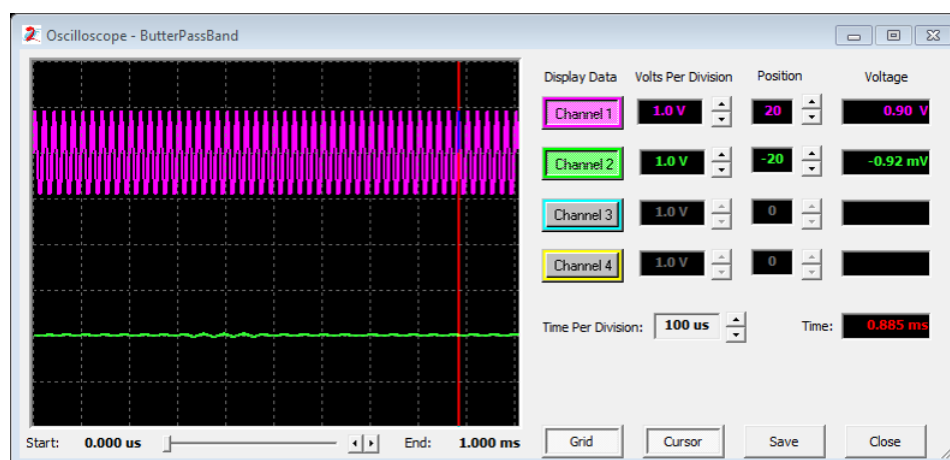 Oscilloscope - ButterPassBand
Display Data Volts Per Division Position Voltage
Channel 1 1.0 V 20 0.90 V
Channel 2 1.0 V -20 -0.92 mV
Channel 3 1.0 V 0
Channel 4 1.0 V 0
Time Per Division: 100 us Time: 0.885 ms
Start: 0.000 us End: 1.000 ms Grid Cursor Save Close